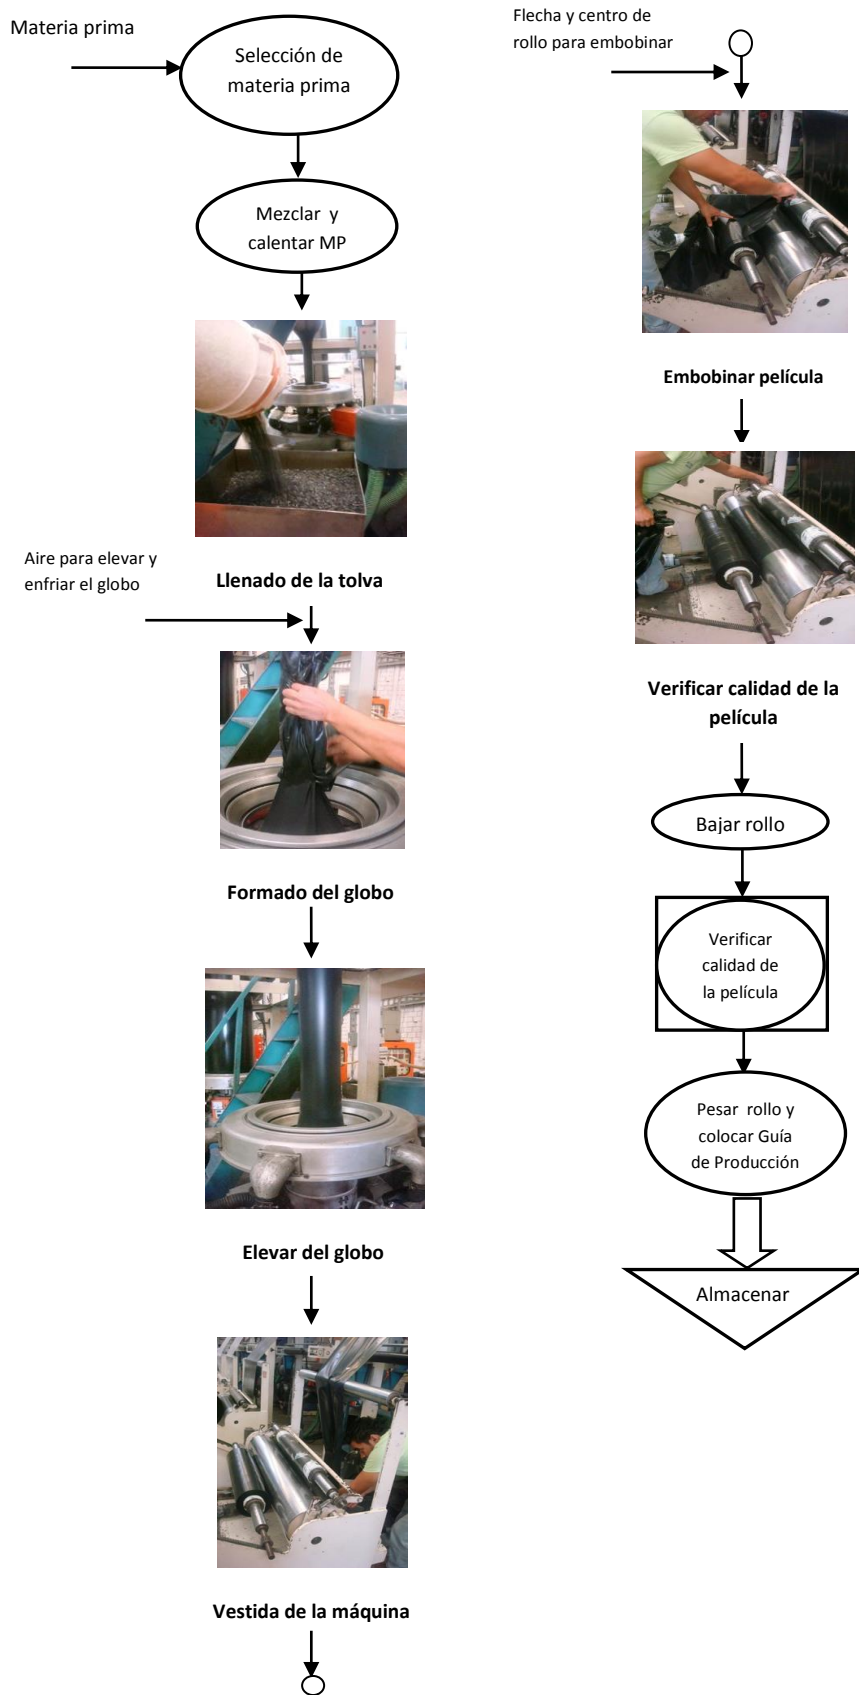 Materia prima
Selección de
materia prima
Mezclar y
calentar MP
Llenado de la tolva
Aire para elevar y
enfriar el globo
Formado del globo
Elevar del globo
Vestida de la máquina
Flecha y centro de
rollo para embobinar
Embobinar película
Verificar calidad de la
película
Bajar rollo
Verificar
calidad de
la película
Pesar rollo y
colocar Guía
de Producción
Almacenar